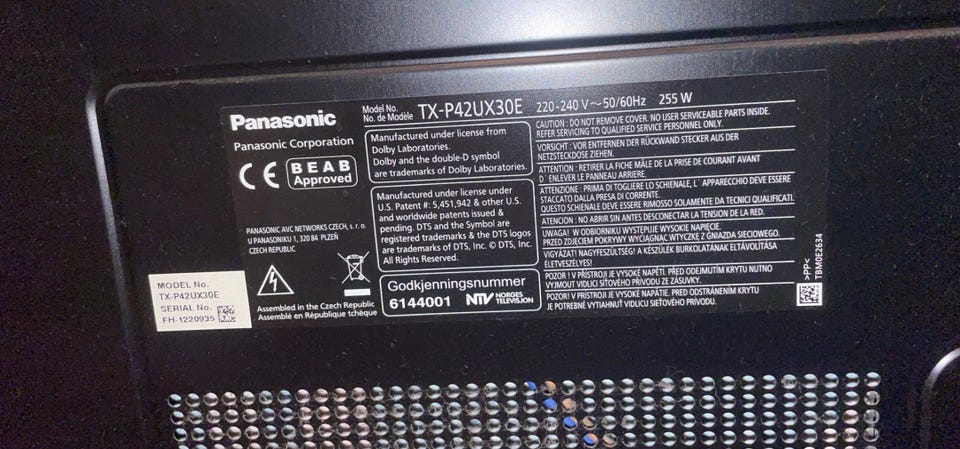 Panasonic
Panasonic Corporation
CE BEAB Approved
PANASONIC AVC NETWORKS CZECH, s. r. o.
U PANASONIKU 1, 320 84 PLZEŇ
CZECH REPUBLIC
Assembled in the Czech Republic
Assemblé en République tchèque
MODEL No.
TX-P42UX30E
SERIAL No.
FH-1220935
Model No.
No. de Modèle
TX-P42UX30E 220-240 V~50/60Hz 255 W
Manufactured under license from
Dolby Laboratories.
Dolby and the double-D symbol
are trademarks of Dolby Laboratories.
Manufactured under license under
U.S. Patent #: 5,451,942 & other U.S.
and worldwide patents issued &
pending. DTS and the Symbol are
registered trademarks & the DTS logos
are trademarks of DTS, Inc. © DTS, Inc.
All Rights Reserved.
Godkjenningsnummer
6144001 NTV NORGES TELEVISJON
CAUTION : DO NOT REMOVE COVER. NO USER SERVICEABLE PARTS INSIDE.
REFER SERVICING TO QUALIFIED SERVICE PERSONNEL ONLY.
VORSICHT : VOR ENTFERNEN DER RÜCKWAND STECKER AUS DER
NETZSTECKDOSE ZIEHEN.
ATTENTION : RETIRER LA FICHE MÂLE DE LA PRISE DE COURANT AVANT
D' ENLEVER LE PANNEAU ARRIERE.
ATTENZIONE : PRIMA DI TOGLIERE LO SCHIENALE, L' APPARECCHIO DEVE ESSERE
STACCATO DALLA PRESA DI CORRENTE.
QUESTO SCHIENALE DEVE ESSERE RIMOSSO SOLAMENTE DA TECNICI QUALIFICATI.
ATENCION : NO ABRIR SIN ANTES DESCONECTAR LA TENSION DE LA RED.
UWAGA! W ODBIORNIKU WYSTĘPUJE WYSOKIE NAPIĘCIE.
PRZED ZDJĘCIEM POKRYWY WYCIĄGNĄĆ WTYCZKĘ Z GNIAZDA SIECIOWEGO.
VIGYÁZAT! NAGYFESZÜLTSÉG! A KÉSZÜLÉK BURKOLATANAK ELTÁVOLÍTÁSA
ÉLETVESZÉLYES!
POZOR ! V PŘÍSTROJI JE VYSOKÉ NAPĚTÍ. PŘED ODEJMUTÍM KRYTU NUTNO
VYJMOUT VIDLICI SÍŤOVÉHO PŘÍVODU ZE ZÁSUVKY.
POZOR ! V PRÍSTROJI JE VYSOKÉ NAPÄTIE. PRED ODSTRÁNENÍM KRYTU
JE POTREBNÉ VYTIAHNUŤ VIDLICU SIEŤOVÉHO PRÍVODU.
>PP<
TBM0E2634